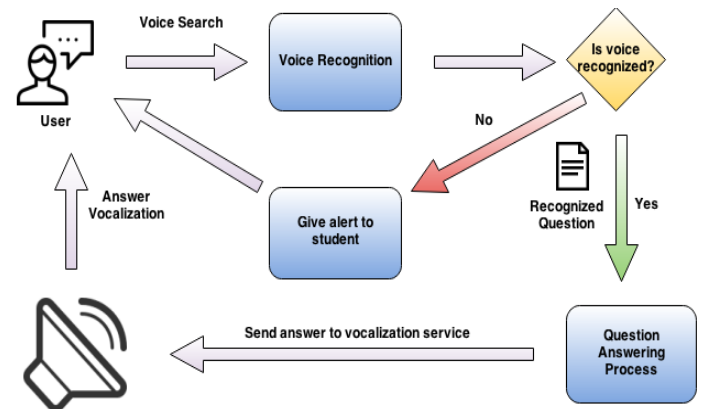 Voice Search
Voice Recognition
Is voice
recognized?
User
No
Answer
Vocalization
Give alert to
student
Recognized
Question
Yes
Send answer to vocalization service
Question
Answering
Process